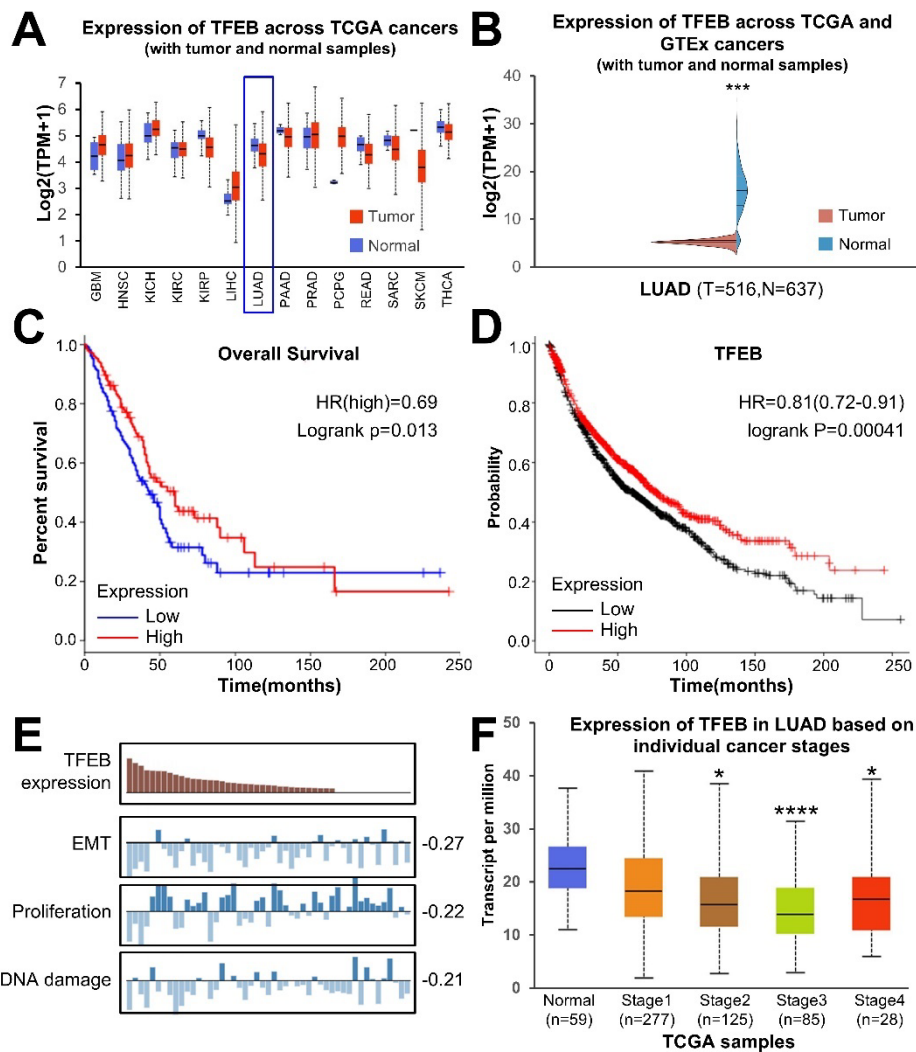 A
Expression of TFEB across TCGA cancers
(with tumor and normal samples)
Log2(TPM+1)
7
6
5
4
3
2
1
0
Tumor
Normal
GBM
HNSC
KICH
KIRC
KIRP
LIHC
LUAD
PAAD
PRAD
PCPG
READ
SARC
SKCM
THCA
B
Expression of TFEB across TCGA and
GTEx cancers
(with tumor and normal samples)
***
log2(TPM+1)
40
30
20
10
0
Tumor
Normal
LUAD (T=516,N=637)
C
Overall Survival
HR(high)=0.69
Logrank p=0.013
Percent survival
1.0
0.8
0.6
0.4
0.2
0.0
Expression
Low
High
0 50 100 150 200 250
Time(months)
D
TFEB
HR=0.81(0.72-0.91)
logrank P=0.00041
Probability
1.0
0.8
0.6
0.4
0.2
0.0
Expression
Low
High
0 50 100 150 200 250
Time(months)
E
TFEB
expression
EMT
-0.27
Proliferation
-0.22
DNA damage
-0.21
F
Expression of TFEB in LUAD based on
individual cancer stages
Transcript per million
50
40
30
20
10
0
*
****
*
Normal Stage1 Stage2 Stage3 Stage4
(n=59) (n=277) (n=125) (n=85) (n=28)
TCGA samples